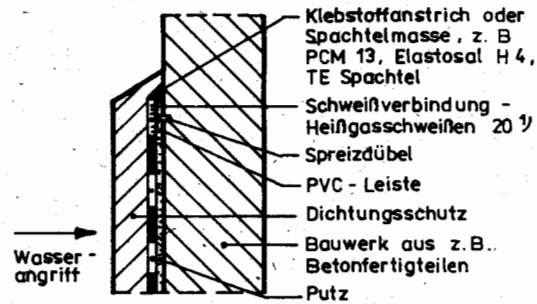 Klebstoffanstrich oder
Spachtelmasse, z. B
PCM 13, Elastosal H 4,
TE Spachtel
Schweißverbindung -
Heißgasschweißen 20 1)
Spreizdübel
PVC - Leiste
Dichtungsschutz
Bauwerk aus z.B.
Betonfertigteilen
Putz
Wasser -
angriff